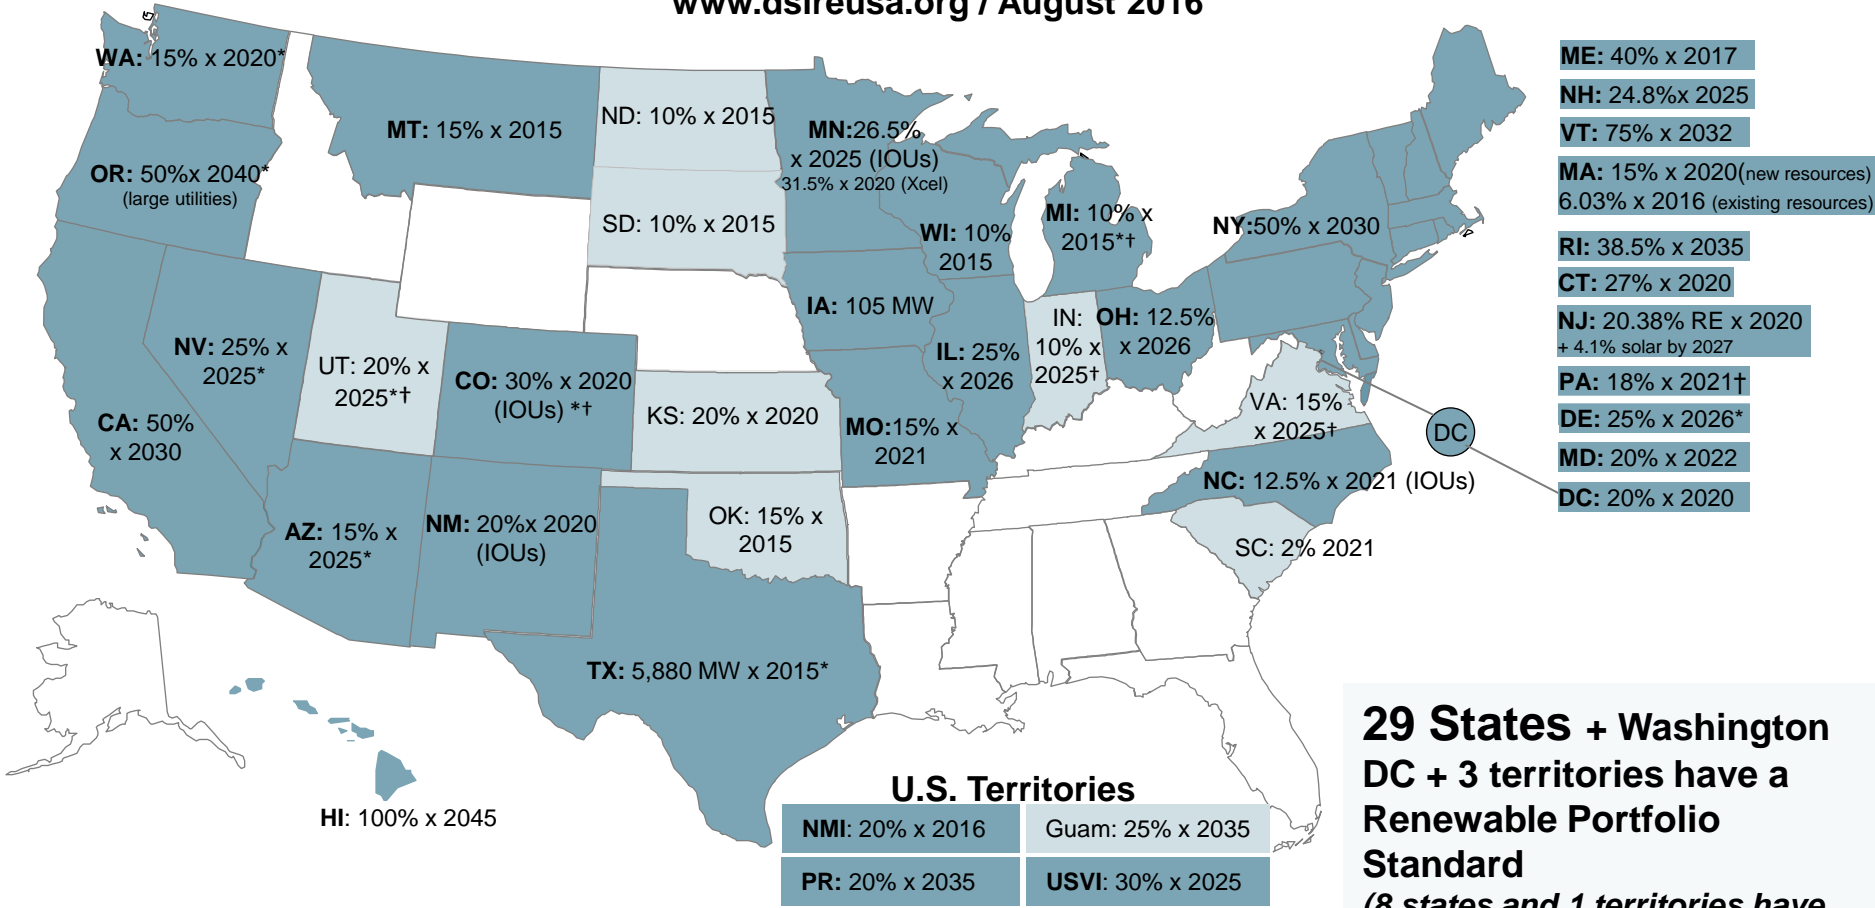 www.dsireusa.org / August 2016
WA: 15% x 2020*
OR: 50%x 2040*
(large utilities)
CA: 50%
x 2030
MT: 15% x 2015
NV: 25% x
2025*
UT: 20% x
2025*†
AZ: 15% x
2025*
ND: 10% x 2015
SD: 10% x 2015
CO: 30% x 2020
(IOUs) *†
NM: 20%x 2020
(IOUs)
KS: 20% x 2020
OK: 15% x
2015
TX: 5,880 MW x 2015*
MN:26.5%
x 2025 (IOUs)
31.5% x 2020 (Xcel)
IA: 105 MW
MO:15% x
2021
WI: 10%
2015
IL: 25%
x 2026
MI: 10% x
2015*†
IN:
10% x
2025†
OH: 12.5%
x 2026
NY:50% x 2030
VA: 15%
x 2025†
NC: 12.5% x 2021 (IOUs)
SC: 2% 2021
DC
HI: 100% x 2045
ME: 40% x 2017
NH: 24.8%x 2025
VT: 75% x 2032
MA: 15% x 2020(new resources)
6.03% x 2016 (existing resources)
RI: 38.5% x 2035
CT: 27% x 2020
NJ: 20.38% RE x 2020
+ 4.1% solar by 2027
PA: 18% x 2021†
DE: 25% x 2026*
MD: 20% x 2022
DC: 20% x 2020
U.S. Territories
NMI: 20% x 2016
Guam: 25% x 2035
PR: 20% x 2035
USVI: 30% x 2025
29 States + Washington
DC + 3 territories have a
Renewable Portfolio
Standard
(8 states and 1 territories have